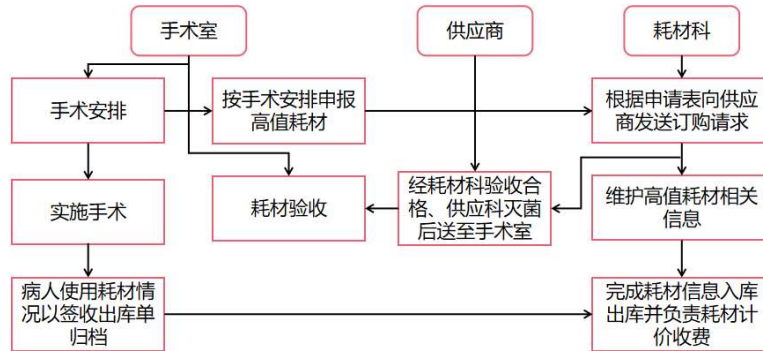 手术室
供应商
耗材科
手术安排
按手术安排申报
高值耗材
根据申请表向供应
商发送订购请求
实施手术
耗材验收
经耗材科验收合
格、供应科灭菌
后送至手术室
维护高值耗材相关
信息
病人使用耗材情
况以签收出库单
归档
完成耗材信息入库
出库并负责耗材计
价收费